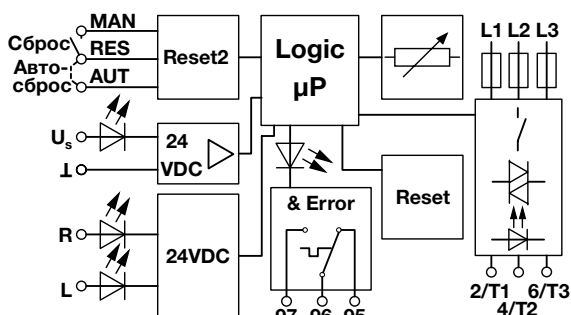 MAN
Сброс
RES
Авто-
сброс
AUT
Reset2
Logic
µP
L1 L2 L3
Us
⊥
24
VDC
R
L
24VDC
& Error
Reset
97 96 95
2/T1 6/T3
4/T2